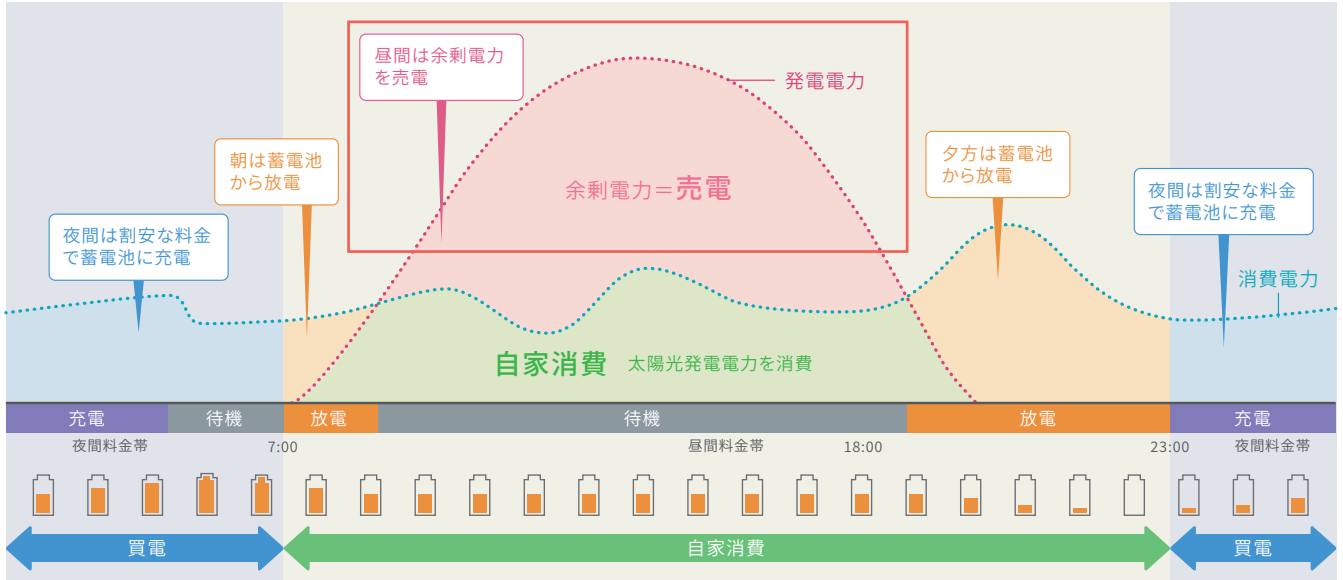 昼間は余剰電力
を売電
発電電力
朝は蓄電池
から放電
夕方は蓄電池
から放電
余剰電力=売電
夜間は割安な料金
で蓄電池に充電
夜間は割安な料金
で蓄電池に充電
消費電力
自家消費 太陽光発電電力を消費
充電 待機 放電 待機 放電 充電
夜間料金帯 7:00 昼間料金帯 18:00 23:00 夜間料金帯
買電 自家消費 買電